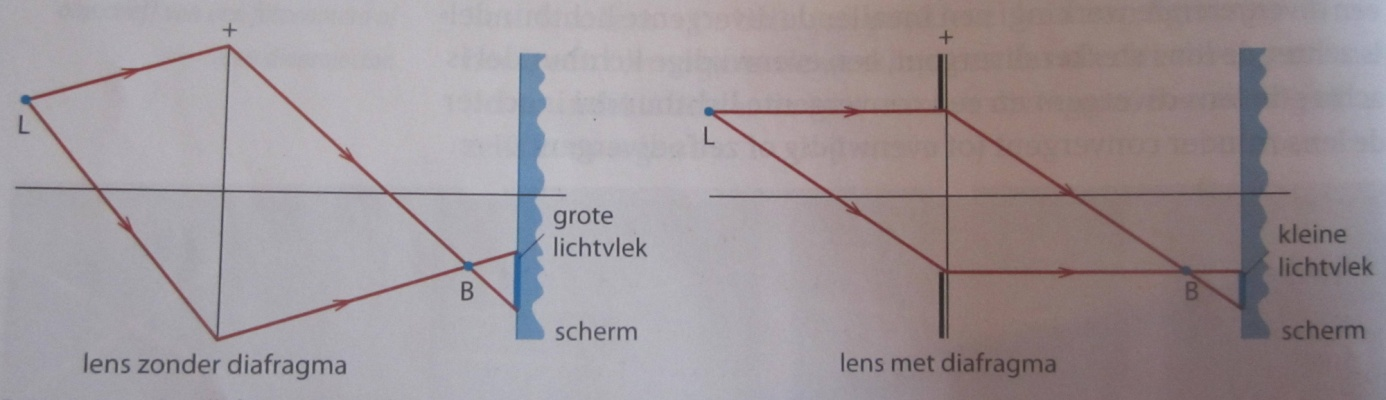 +
L
grote
lichtvlek
B
scherm
lens zonder diafragma
+
L
kleine
lichtvlek
B
scherm
lens met diafragma